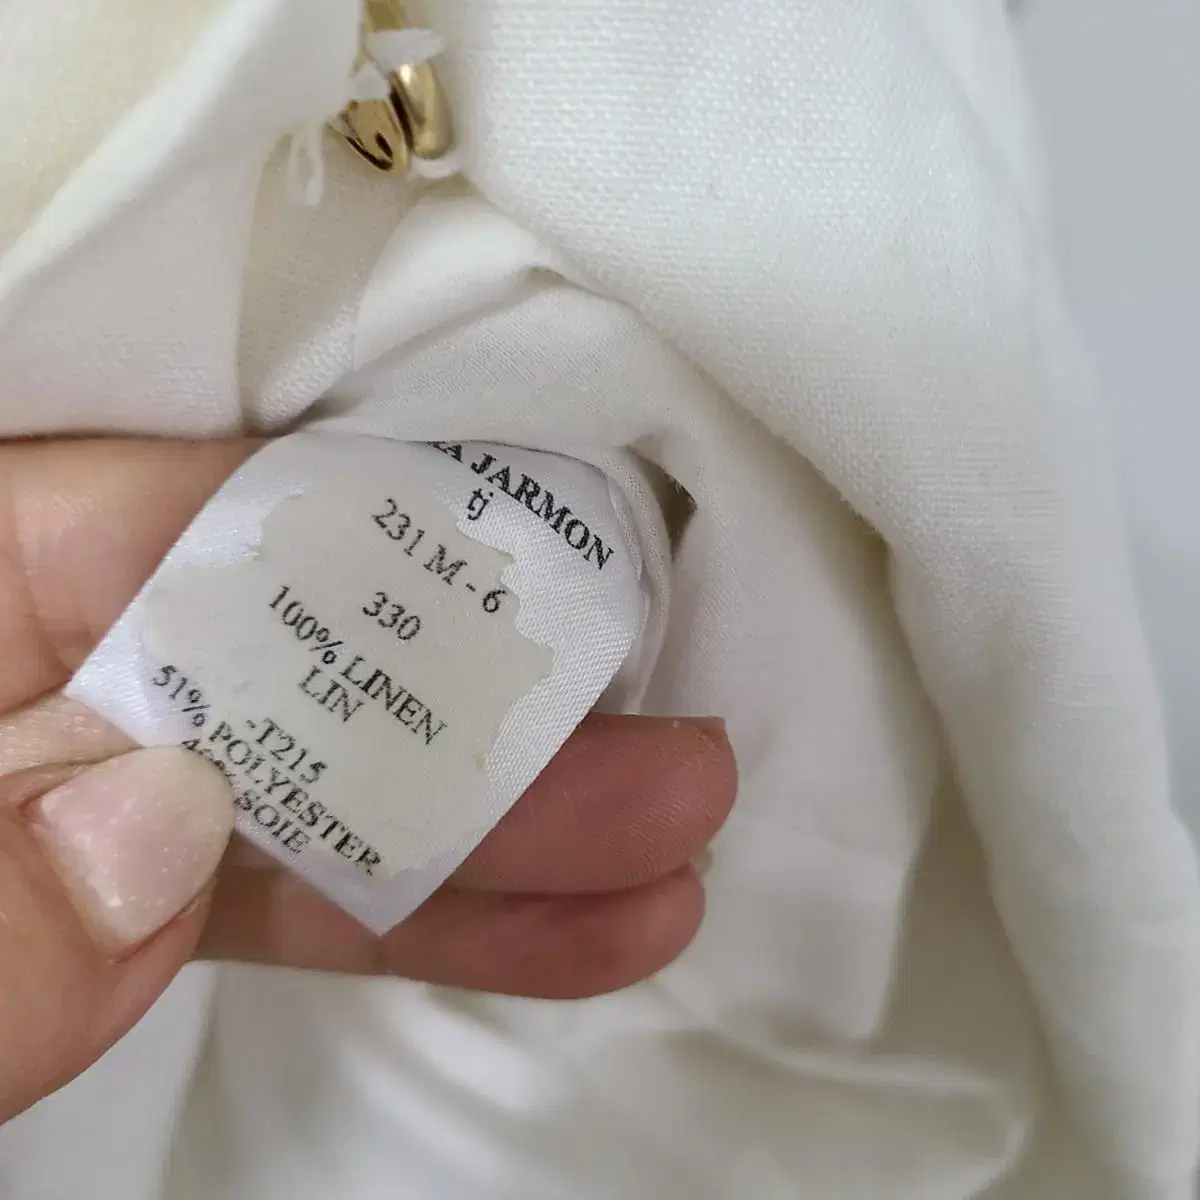 JARMON
tj
231 M - 6
330
100% LINEN
LIN
-T215
51% POLYESTER
SOIE